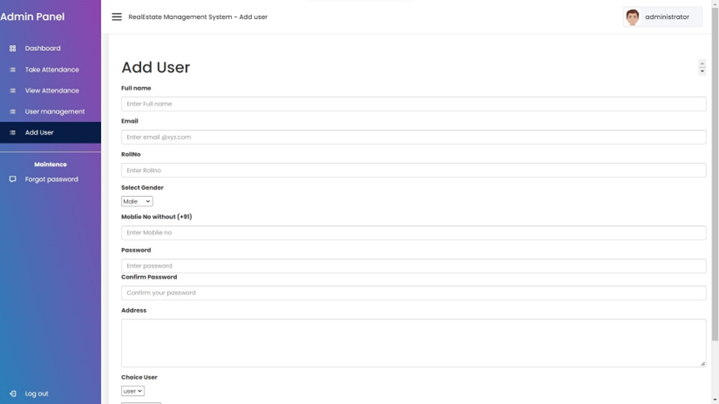 Admin Panel
RealEstate Management System - Add user
administrator
Dashboard
Take Attendance
View Attendance
User management
Add User
Maintence
Forgot password
Log out
Add User
Full name
Enter Full name
Email
Enter email @xyz.com
RollNo
Enter Rollno
Select Gender
Male
Moblie No without (+91)
Enter Moblie no
Password
Enter password
Confirm Password
Confirm your password
Address
Choice User
user